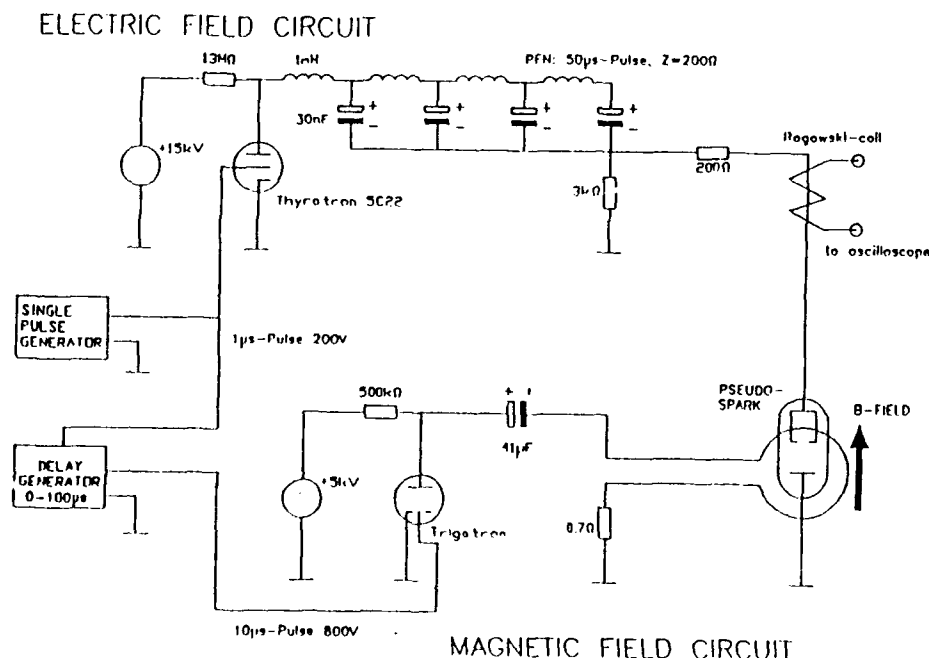 ELECTRIC FIELD CIRCUIT
13MΩ
1mH
PFN: 50µs-Pulse, Z=200Ω
+
-
+
-
+
-
+
-
30nF
+15kV
Thyratron 5C22
200Ω
Rogowski-coil
3kΩ
to oscilloscope
SINGLE
PULSE
GENERATOR
1µs-Pulse 200V
500kΩ
+
41µF
PSEUDO-
SPARK
B-FIELD
DELAY
GENERATOR
0-100µs
+5kV
Trigatron
0.7Ω
10µs-Pulse 800V
MAGNETIC FIELD CIRCUIT